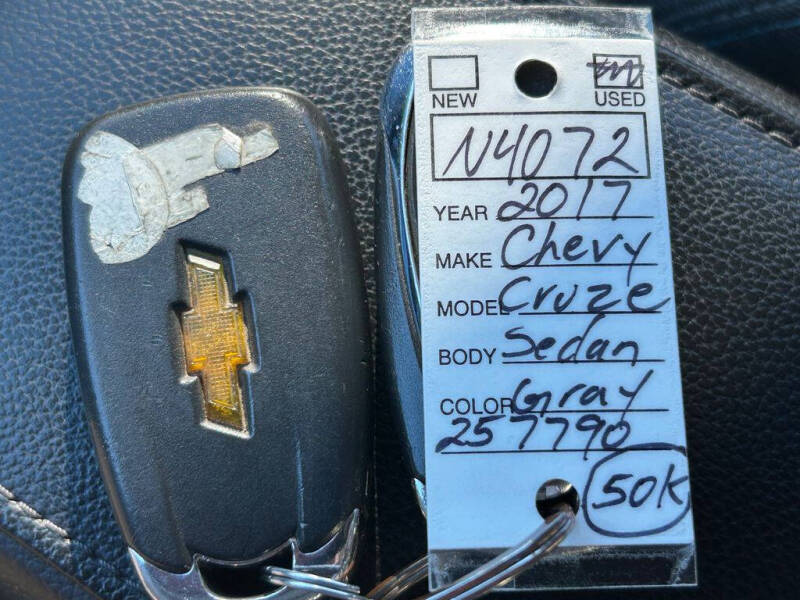 NEW USED
N4072
YEAR 2017
MAKE Chevy
MODEL Cruze
BODY Sedan
COLOR Gray
257790
50K